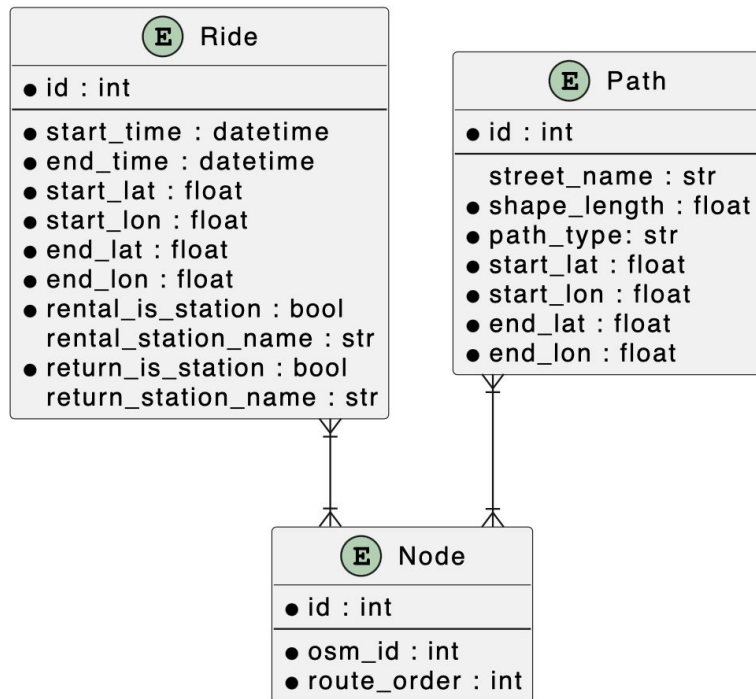 E Ride
● id : int
● start_time : datetime
● end_time : datetime
● start_lat : float
● start_lon : float
● end_lat : float
● end_lon : float
● rental_is_station : bool
rental_station_name : str
● return_is_station : bool
return_station_name : str
E Path
● id : int
street_name : str
● shape_length : float
● path_type: str
● start_lat : float
● start_lon : float
● end_lat : float
● end_lon : float
E Node
● id : int
● osm_id : int
● route_order : int